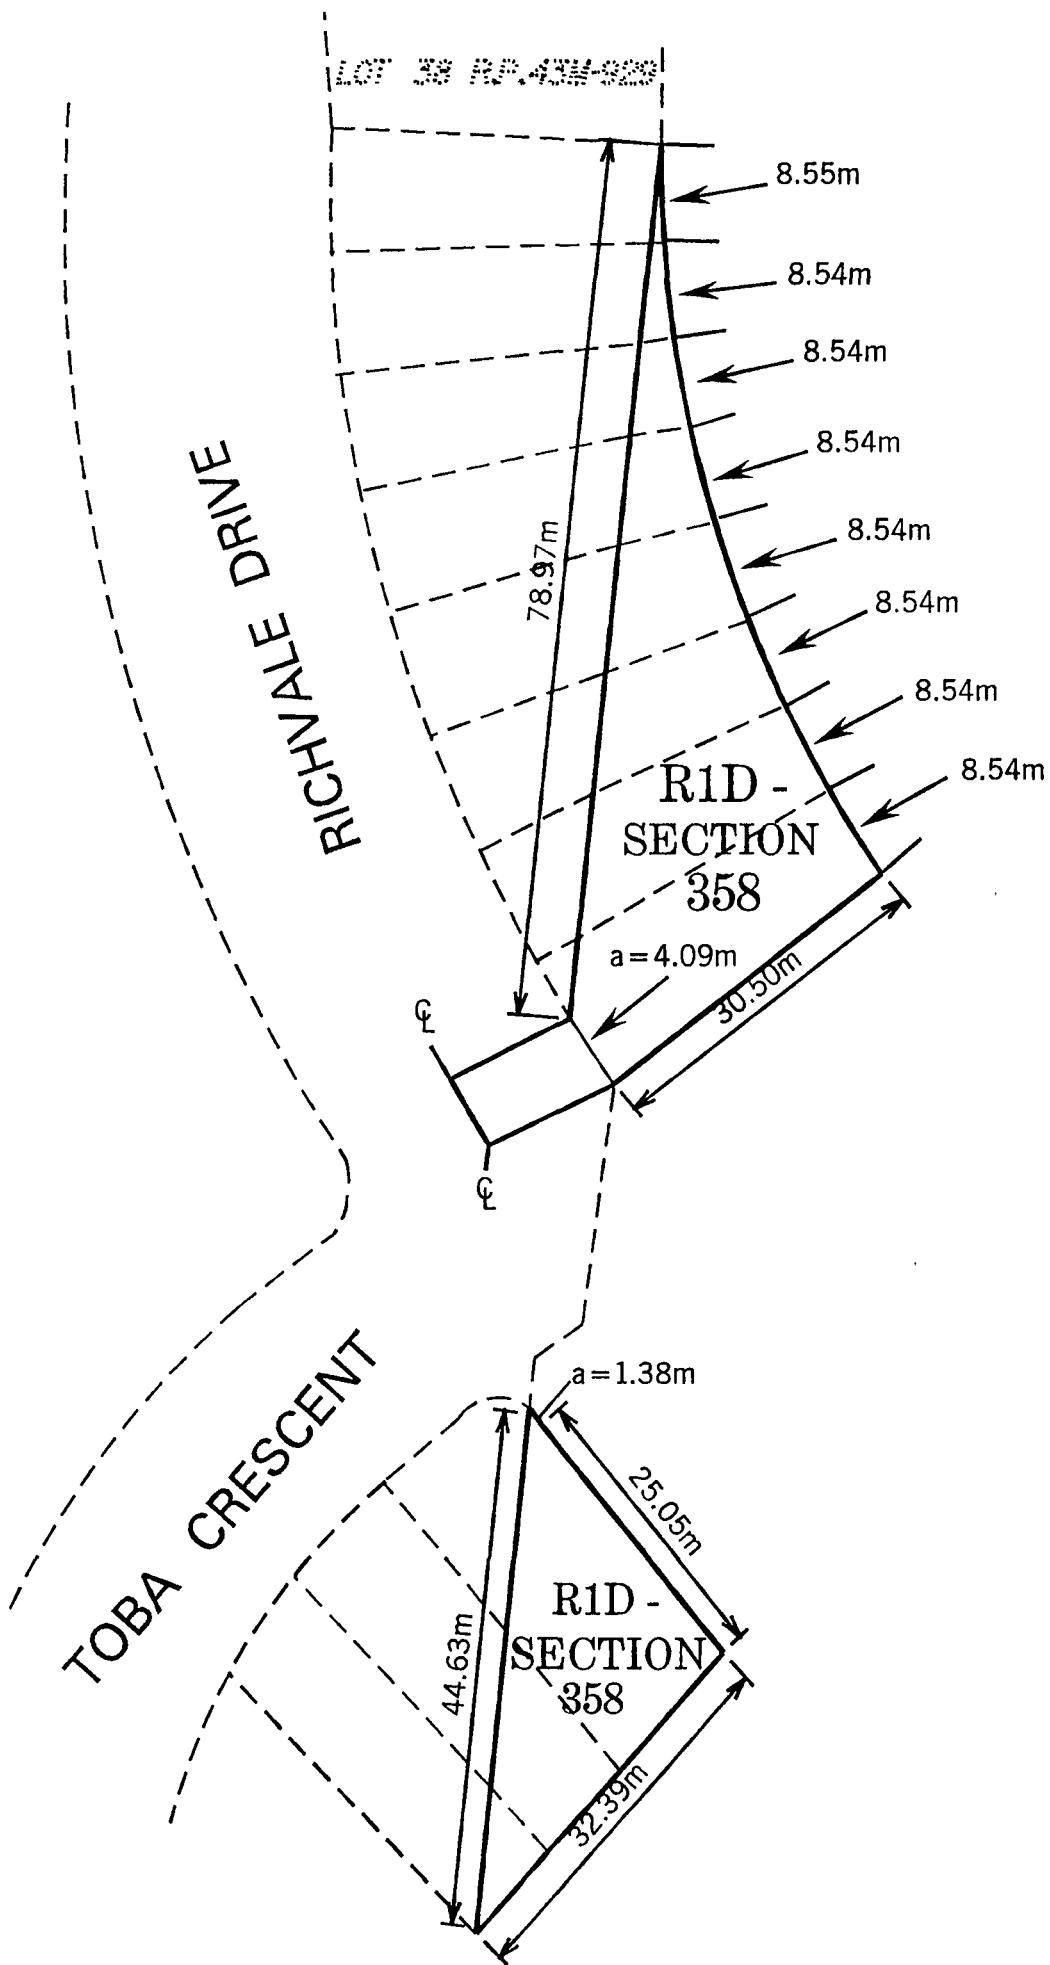 LOT 38 R.P. 43M-929
8.55m
8.54m
8.54m
8.54m
8.54m
8.54m
8.54m
8.54m
78.97m
RICHVALE DRIVE
R1D -
SECTION
358
a=4.09m
30.50m
℄
℄
a=1.38m
TOBA CRESCENT
25.05m
44.63m
R1D -
SECTION
358
32.39m